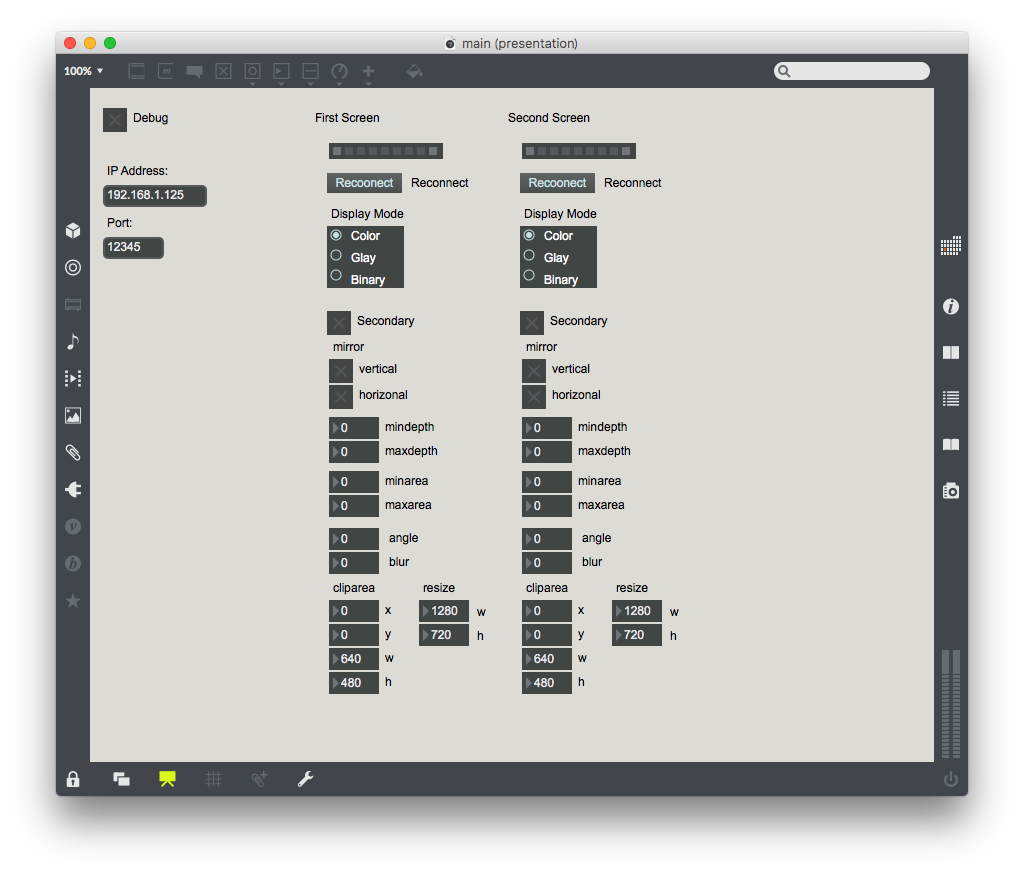 main (presentation)
100%
Debug
First Screen
Second Screen
IP Address:
192.168.1.125
Port:
12345
Recoonect Reconnect
Recoonect Reconnect
Display Mode
Color
Glay
Binary
Display Mode
Color
Glay
Binary
Secondary
mirror
vertical
horizonal
0 mindepth
0 maxdepth
0 minarea
0 maxarea
0 angle
0 blur
cliparea resize
0 x 1280 w
0 y 720 h
640 w
480 h
Secondary
mirror
vertical
horizonal
0 mindepth
0 maxdepth
0 minarea
0 maxarea
0 angle
0 blur
cliparea resize
0 x 1280 w
0 y 720 h
640 w
480 h